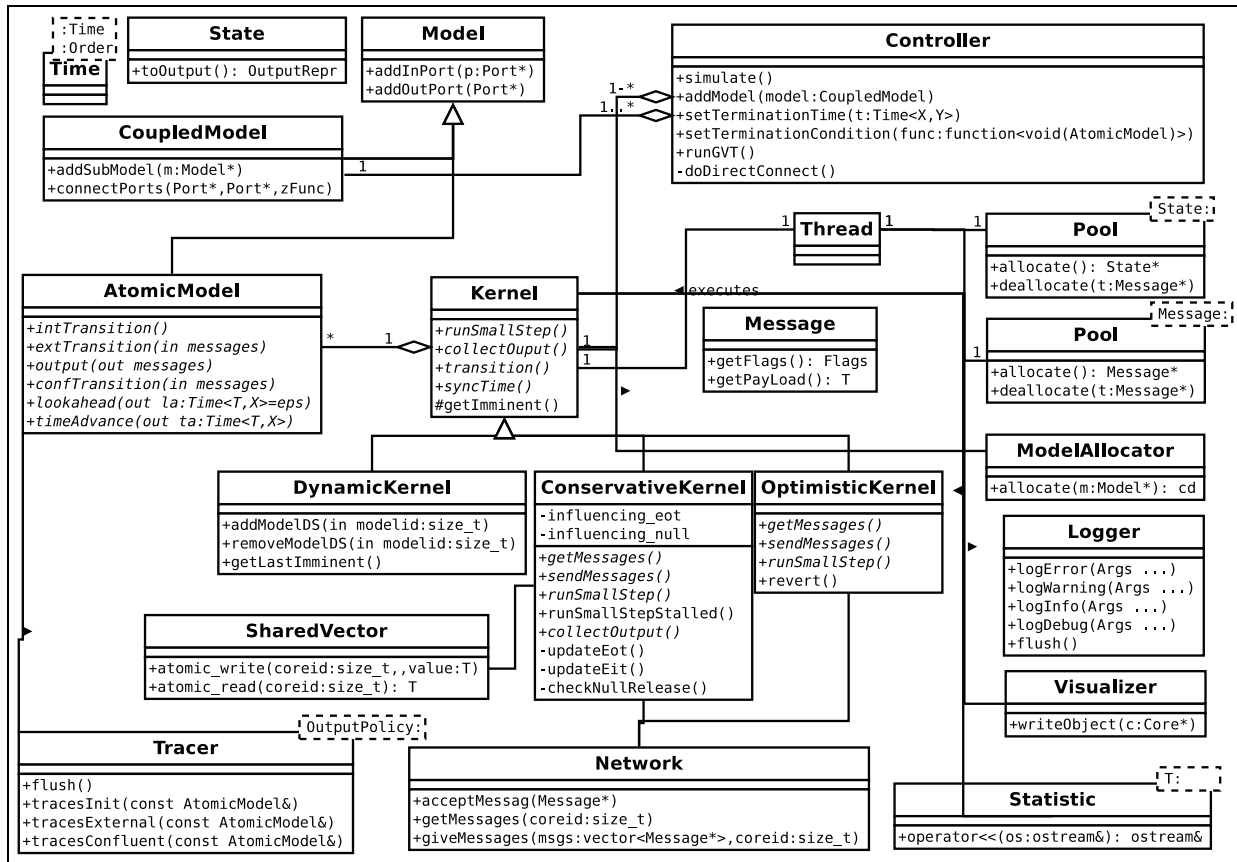 :Time
:Order
Time
State
+toOutput(): OutputRepr
Model
+addInPort(p:Port*)
+addOutPort(Port*)
Controller
+simulate()
+addModel(model:CoupledModel)
+setTerminationTime(t:Time<X,Y>)
+setTerminationCondition(func:function<void(AtomicModel)>)
+runGVT()
-doDirectConnect()
1-*
1..*
CoupledModel
+addSubModel(m:Model*)
+connectPorts(Port*,Port*,zFunc)
1
1
1
Thread
1
1
State:
Pool
+allocate(): State*
+deallocate(t:Message*)
AtomicModel
+intTransition()
+extTransition(in messages)
+output(out messages)
+confTransition(in messages)
+lookahead(out la:Time<T,X>=eps)
+timeAdvance(out ta:Time<T,X>)
*
1
Kernel
+runSmallStep()
+collectOuput()
+transition()
+syncTime()
#getImminent()
1
1
executes
Message
+getFlags(): Flags
+getPayLoad(): T
Message:
1
Pool
+allocate(): Message*
+deallocate(t:Message*)
ModelAllocator
+allocate(m:Model*): cd
DynamicKernel
+addModelDS(in modelid:size_t)
+removeModelDS(in modelid:size_t)
+getLastImminent()
ConservativeKernel
-influencing_eot
-influencing_null
+getMessages()
+sendMessages()
+runSmallStep()
+runSmallStepStalled()
+collectOutput()
-updateEot()
-updateEit()
-checkNullRelease()
OptimisticKernel
+getMessages()
+sendMessages()
+runSmallStep()
+revert()
Logger
+logError(Args ...)
+logWarning(Args ...)
+logInfo(Args ...)
+logDebug(Args ...)
+flush()
SharedVector
+atomic_write(coreid:size_t,,value:T)
+atomic_read(coreid:size_t): T
Visualizer
+writeObject(c:Core*)
OutputPolicy:
Tracer
+flush()
+tracesInit(const AtomicModel&)
+tracesExternal(const AtomicModel&)
+tracesConfluent(const AtomicModel&)
Network
+acceptMessag(Message*)
+getMessages(coreid:size_t)
+giveMessages(msgs:vector<Message*>,coreid:size_t)
T:
Statistic
+operator<<(os:ostream&): ostream&